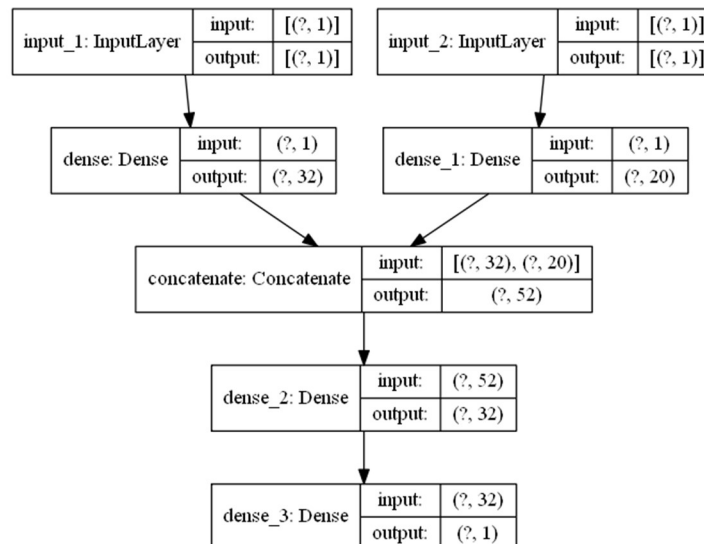 input_1: InputLayer input: [(?, 1)] output: [(?, 1)]
input_2: InputLayer input: [(?, 1)] output: [(?, 1)]
dense: Dense input: (?, 1) output: (?, 32)
dense_1: Dense input: (?, 1) output: (?, 20)
concatenate: Concatenate input: [(?, 32), (?, 20)] output: (?, 52)
dense_2: Dense input: (?, 52) output: (?, 32)
dense_3: Dense input: (?, 32) output: (?, 1)